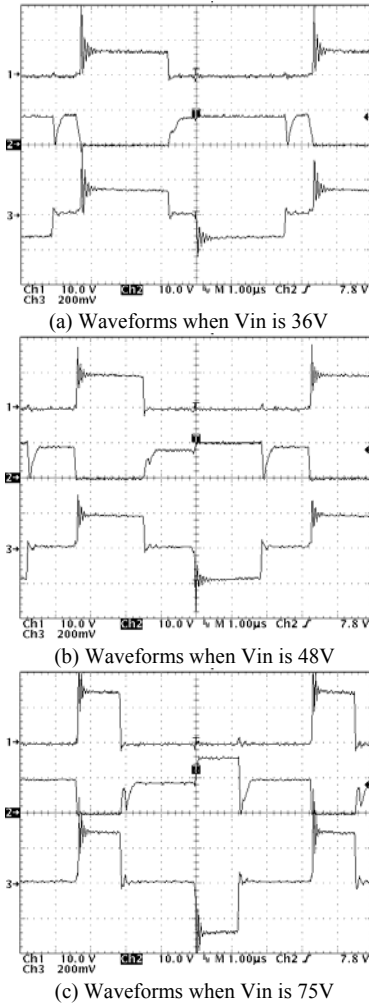 1
T
2
3
Ch1 10.0 V Ch2 10.0 V M 1.00µs Ch2 7.8 V
Ch3 200mV
(a) Waveforms when Vin is 36V
1
T
2
3
Ch1 10.0 V Ch2 10.0 V M 1.00µs Ch2 7.8 V
Ch3 200mV
(b) Waveforms when Vin is 48V
1
T
2
3
Ch1 10.0 V Ch2 10.0 V M 1.00µs Ch2 7.8 V
Ch3 200mV
(c) Waveforms when Vin is 75V